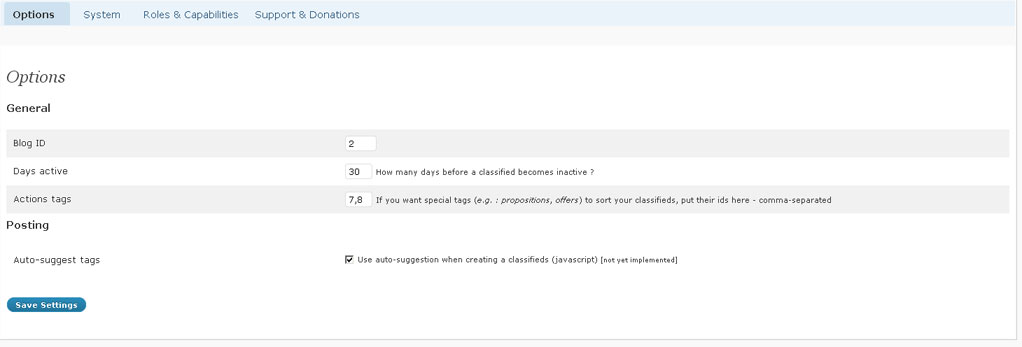 Options System Roles & Capabilities Support & Donations
Options
General
Blog ID 2
Days active 30 How many days before a classified becomes inactive ?
Actions tags 7,8 If you want special tags (e.g. : propositions, offers) to sort your classifieds, put their ids here - comma-separated
Posting
Auto-suggest tags Use auto-suggestion when creating a classifieds (javascript) [not yet implemented]
Save Settings